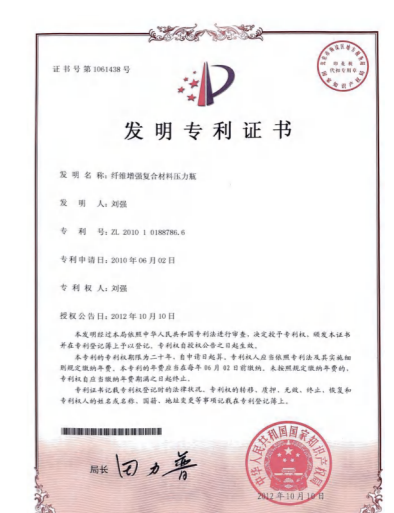 证书号第1061438号
发明专利证书
发 明 名 称：纤维增强复合材料压力瓶
发 明 人：刘强
专 利 号：ZL 2010 1 0188786.6
专利申请日：2010年06月02日
专 利 权 人：刘强
授权公告日：2012年10月10日
本发明经过本局依照中华人民共和国专利法进行审查，决定授予专利权，颁发本证书
并在专利登记簿上予以登记。专利权自授权公告之日起生效。
本专利的专利权期限为二十年，自申请日起算。专利权人应当依照专利法及其实施细
则规定缴纳年费。本专利的年费应当在每年06月02日前缴纳。未按照规定缴纳年费的，
专利权自应当缴纳年费期满之日起终止。
专利证书记载专利权登记时的法律状况。专利权的转移、质押、无效、终止、恢复和
专利权人的姓名或名称、国籍、地址变更等事项记载在专利登记簿上。
局长 田力普
中华人民共和国国家知识产权局
2012年10月10日